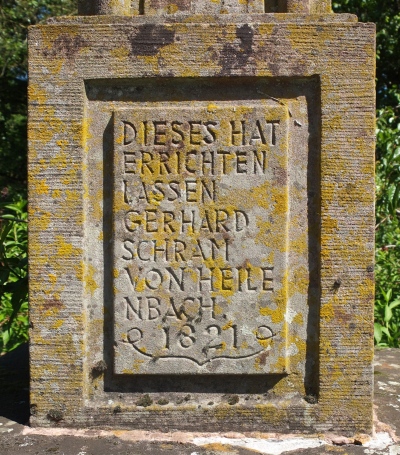 DIESES HAT
ERRICHTEN
LASSEN
GERHARD
SCHRAM
VON HEILE
NBACH.
1821